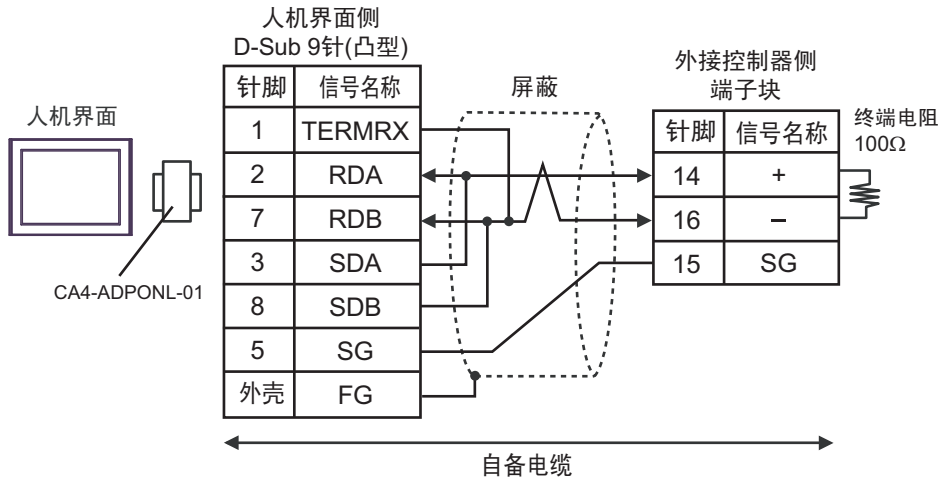 人机界面侧
D-Sub 9针(凸型)
外接控制器侧
端子块
屏蔽
人机界面
终端电阻
100Ω
CA4-ADPONL-01
针脚 信号名称
1 TERMRX
2 RDA
7 RDB
3 SDA
8 SDB
5 SG
外壳 FG
针脚 信号名称
14 +
16 –
15 SG
自备电缆